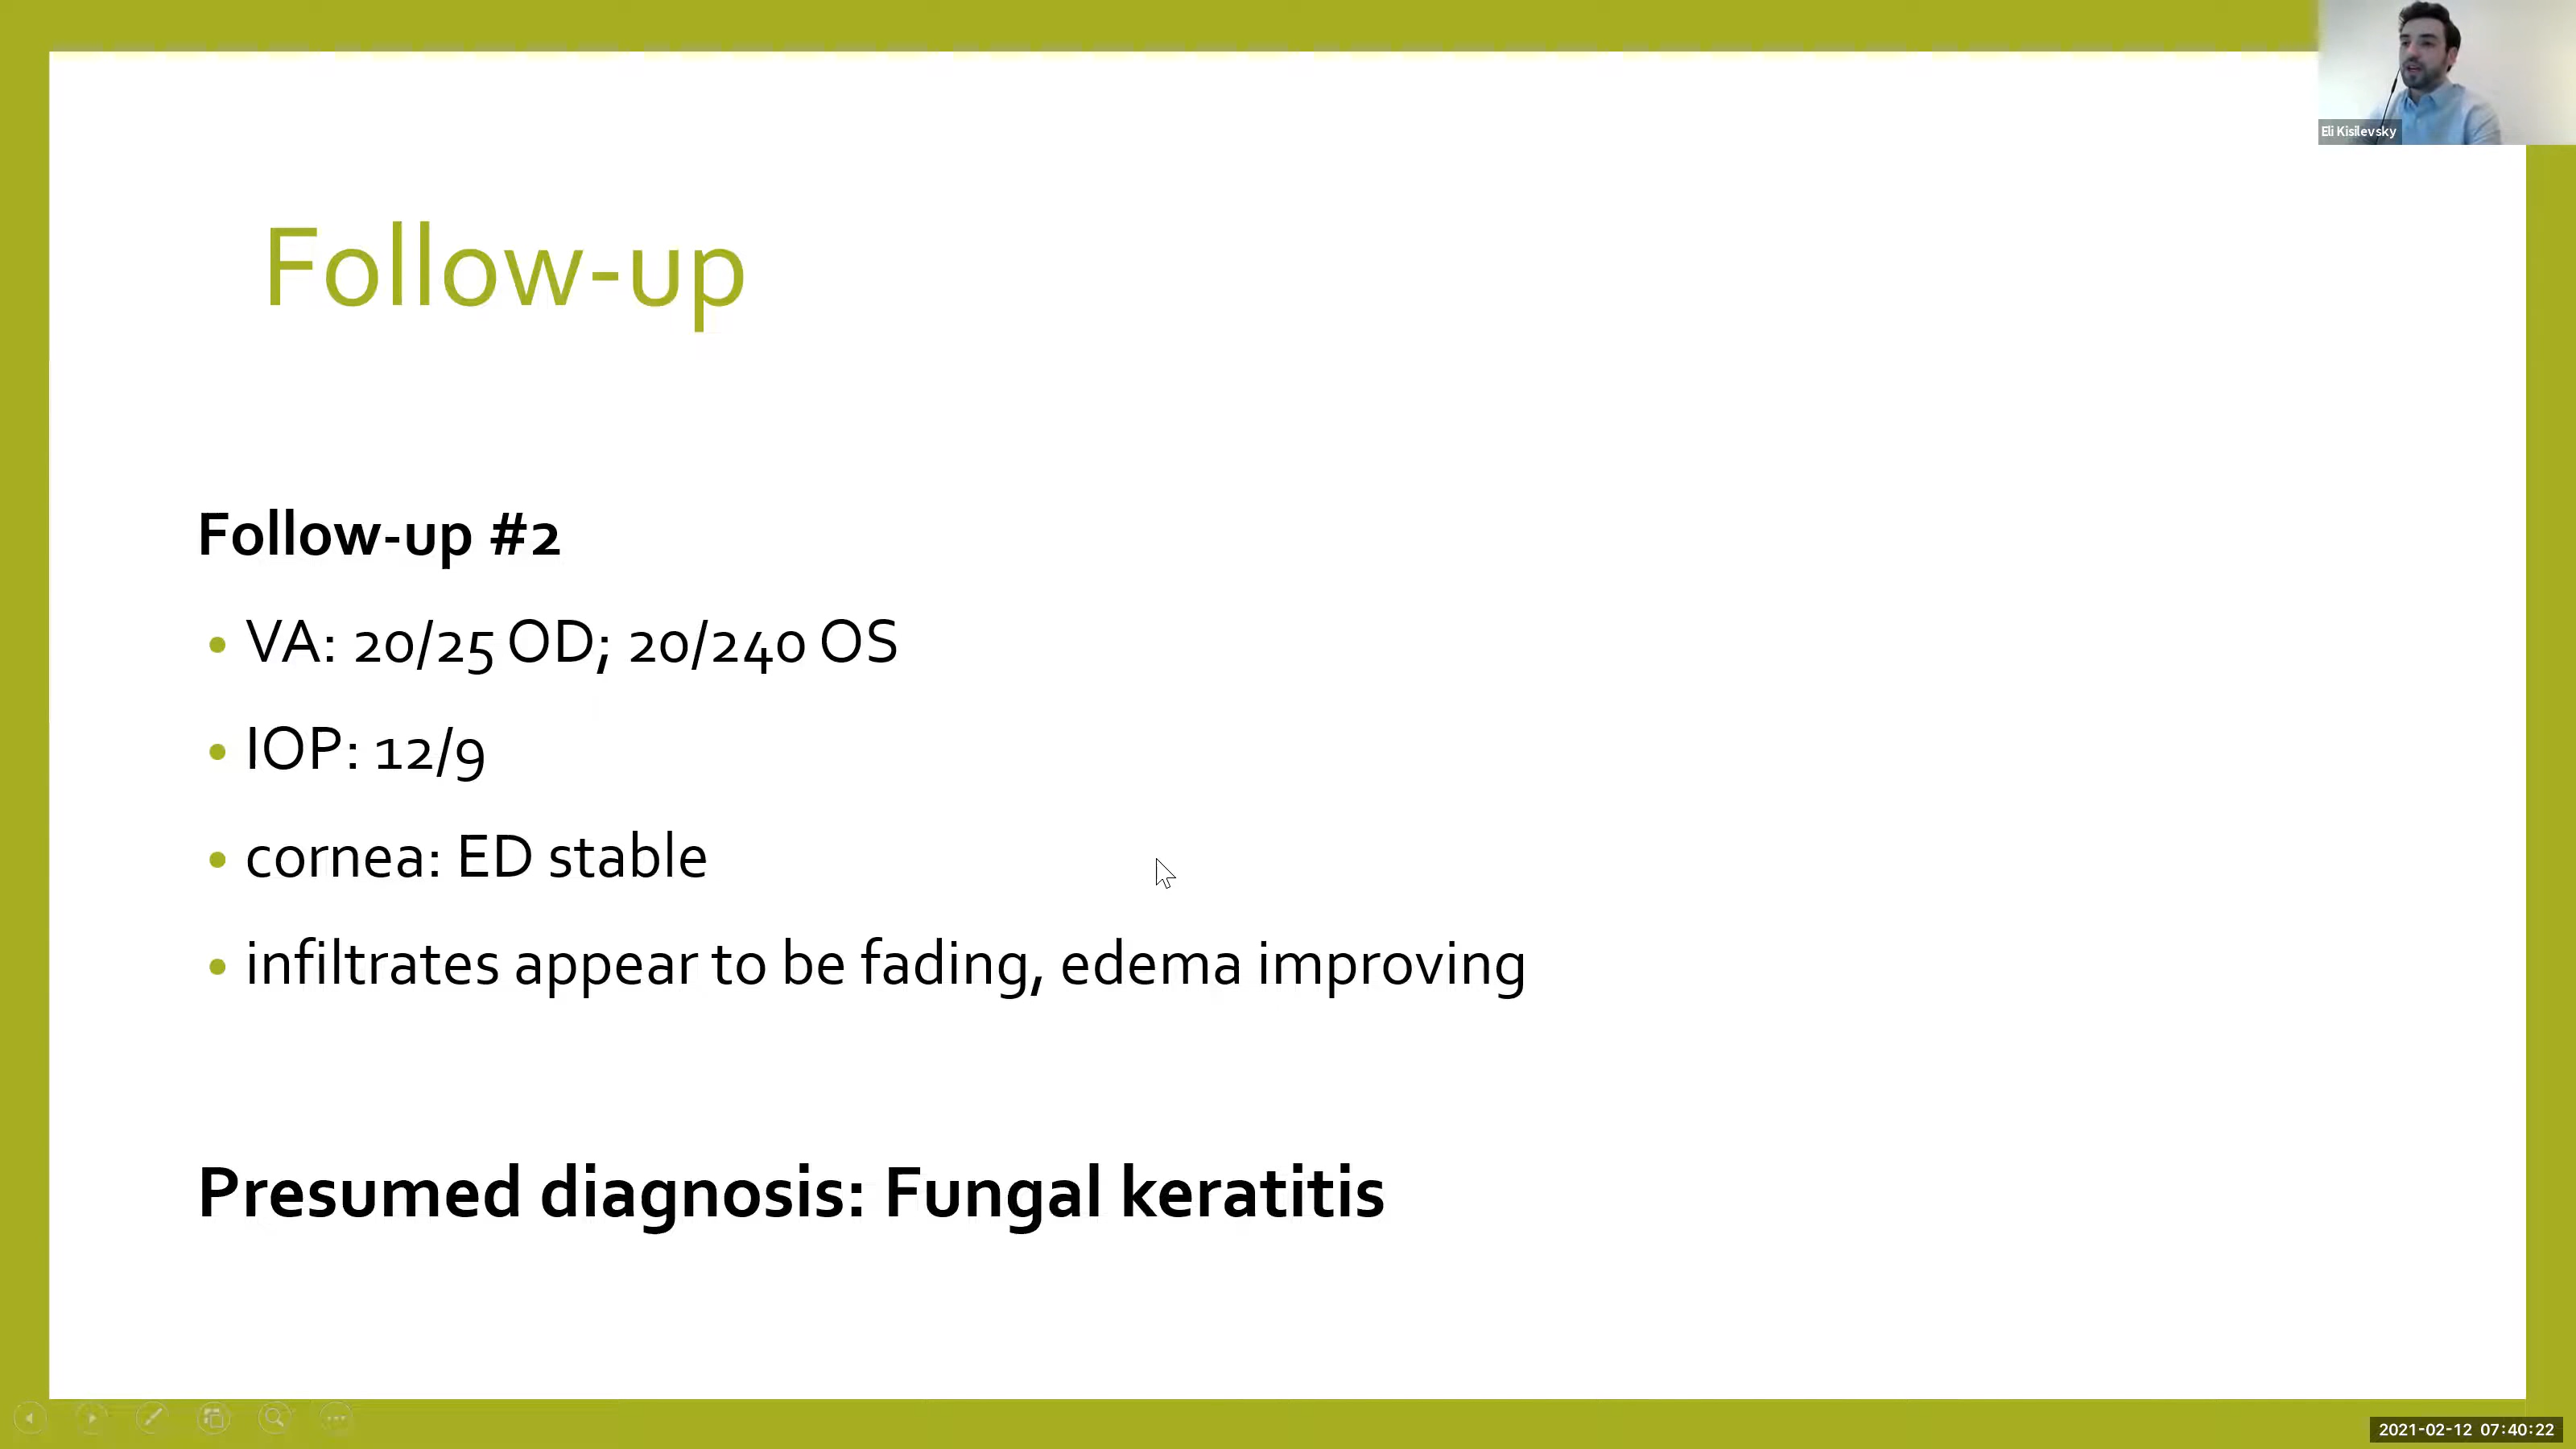 Eli Kisilevsky
Follow-up
Follow-up #2
• VA: 20/25 OD; 20/240 OS
• IOP: 12/9
• cornea: ED stable
• infiltrates appear to be fading, edema improving
Presumed diagnosis: Fungal keratitis
2021-02-12 07:40:22